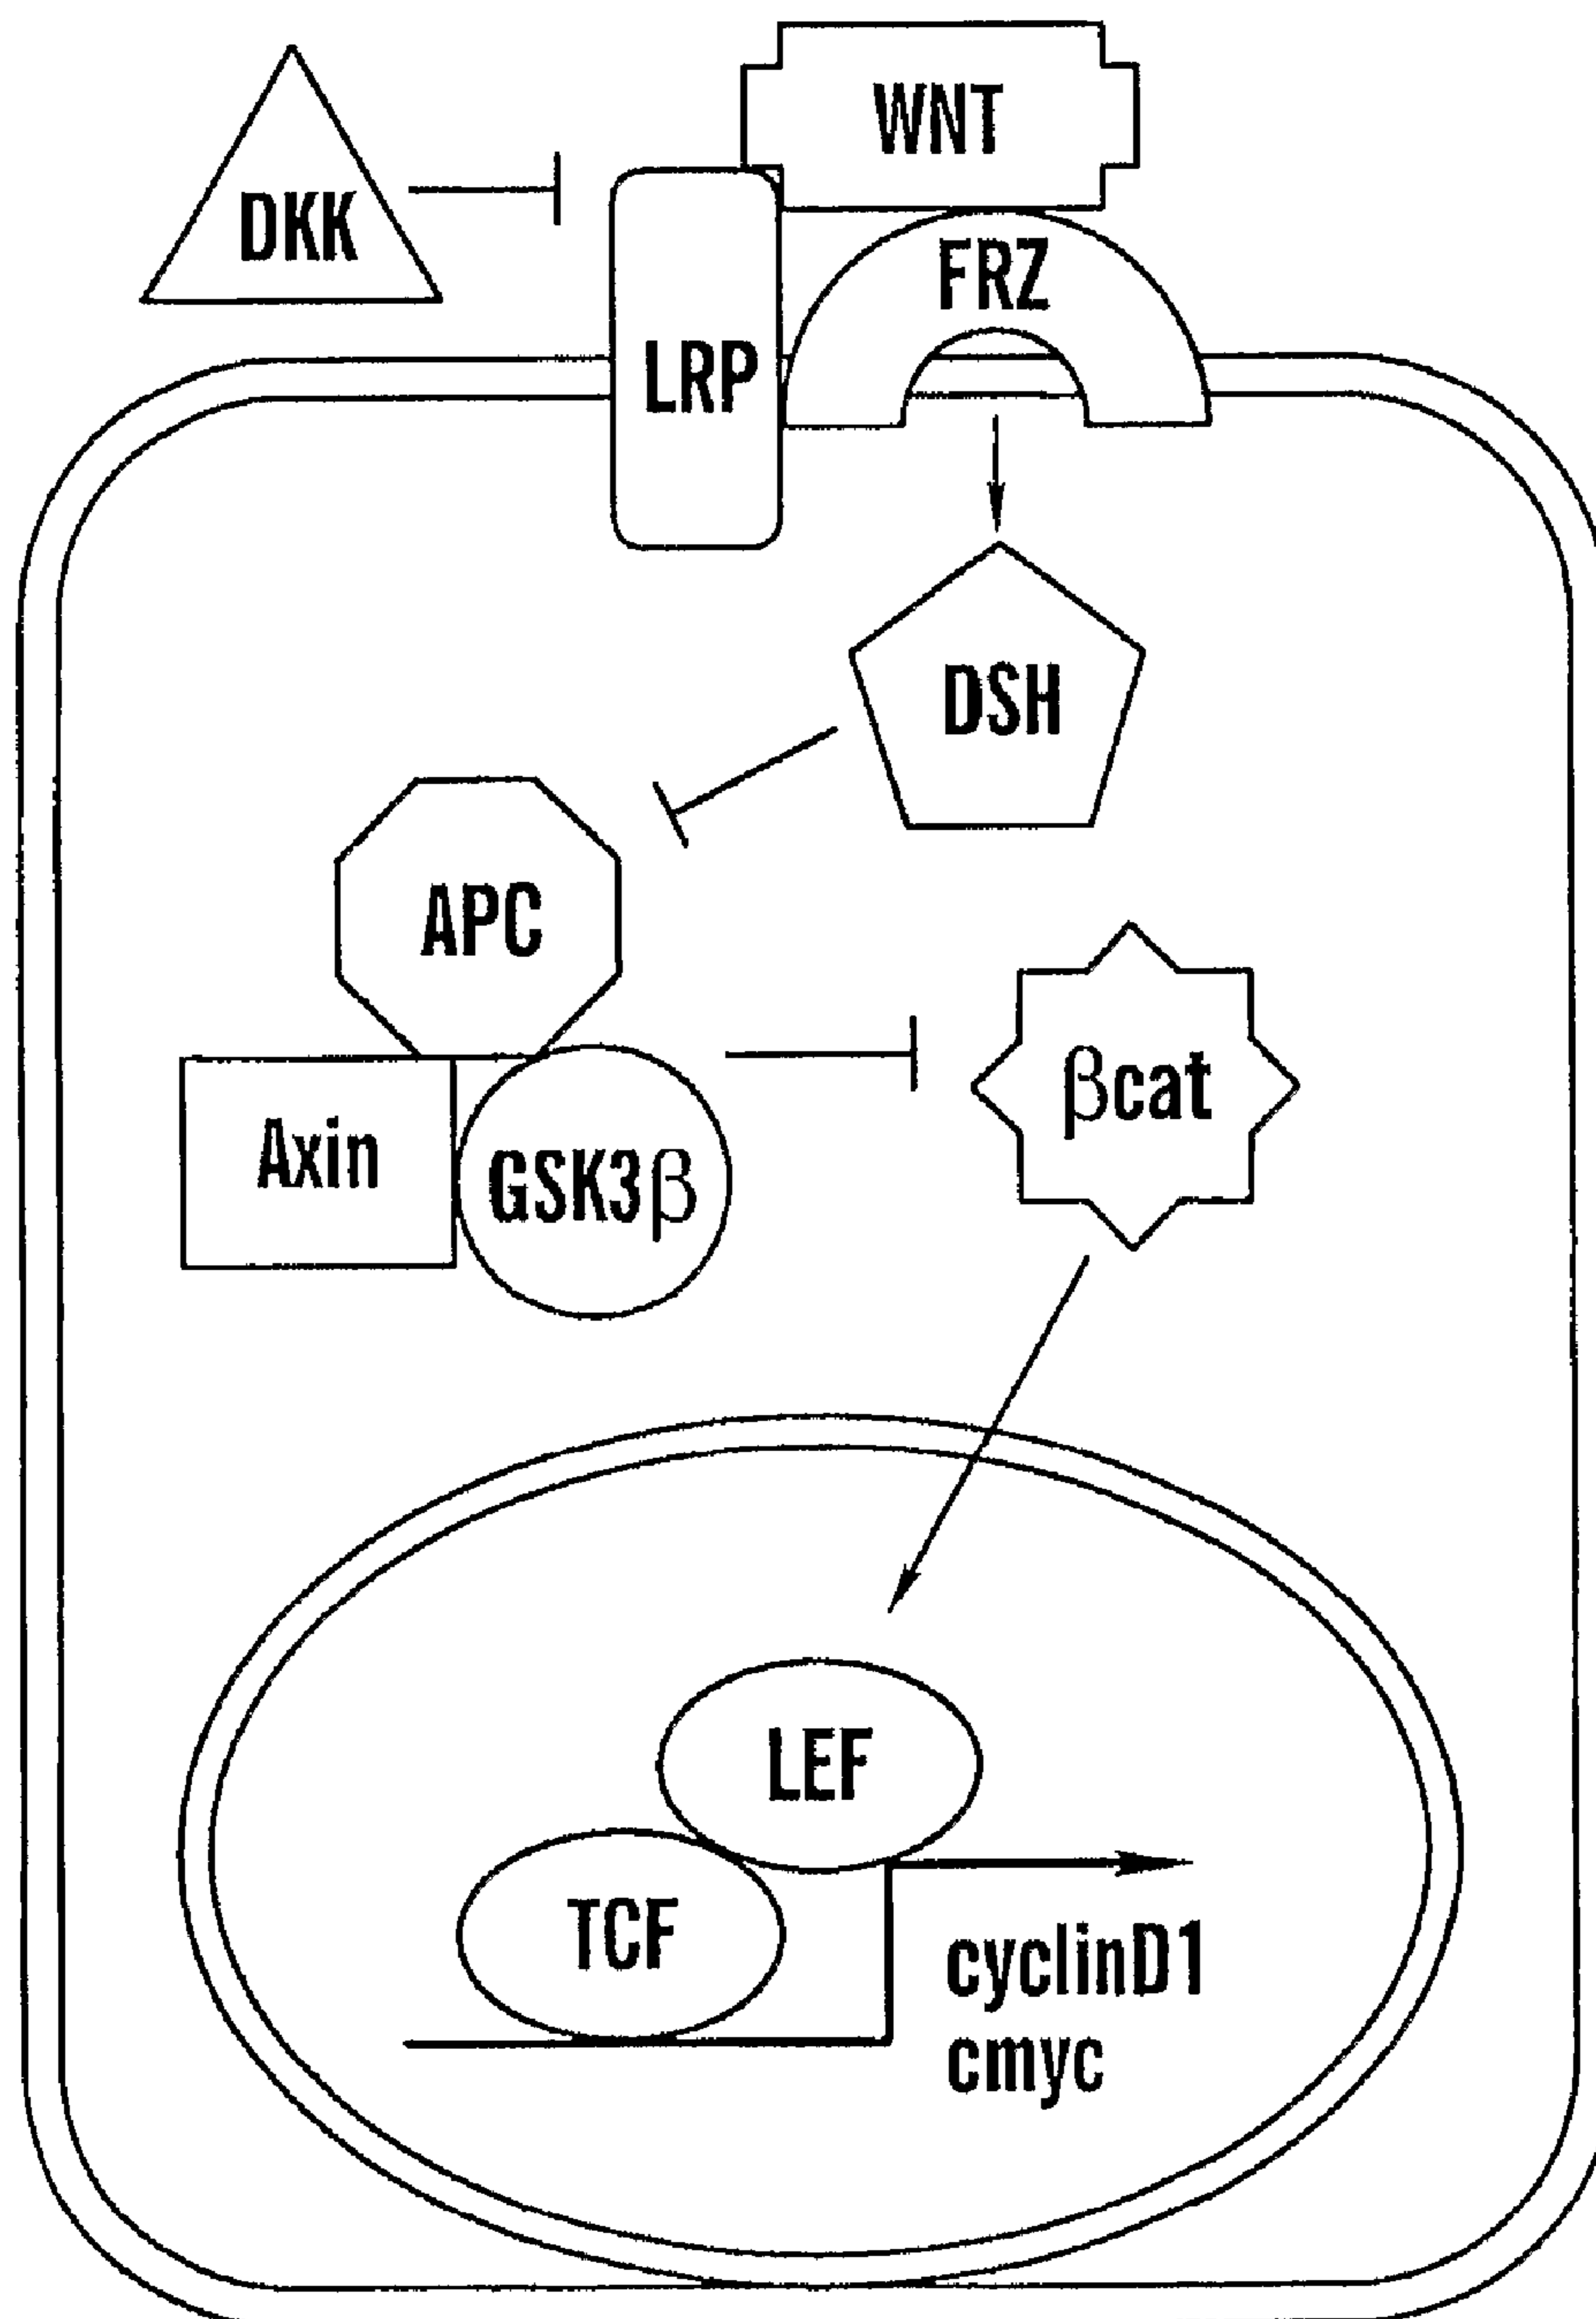 WNT
DKK
FRZ
LRP
DSH
APC
βcat
Axin
GSK3β
LEF
TCF
cyclinD1
cmyc